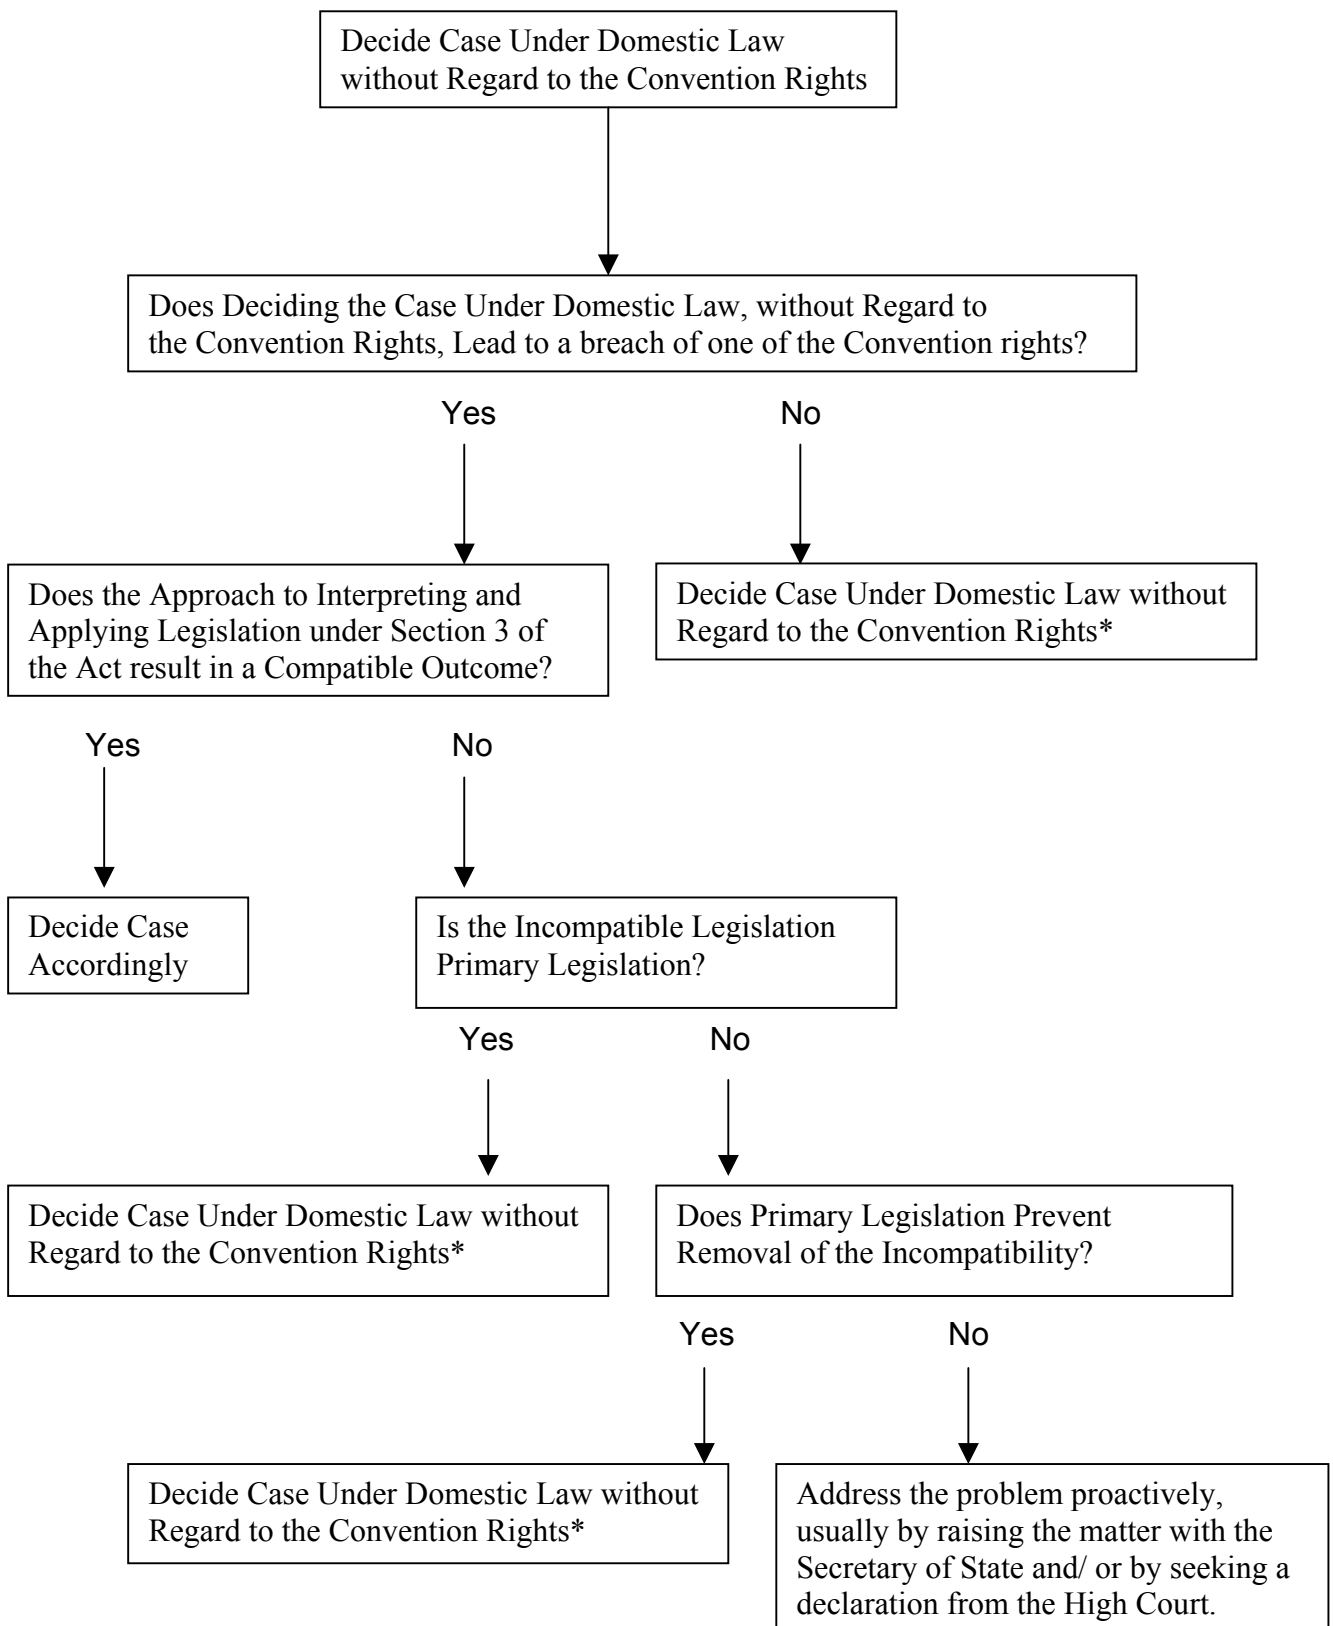 Decide Case Under Domestic Law
without Regard to the Convention Rights
Does Deciding the Case Under Domestic Law, without Regard to
the Convention Rights, Lead to a breach of one of the Convention rights?
Yes
No
Does the Approach to Interpreting and
Applying Legislation under Section 3 of
the Act result in a Compatible Outcome?
Decide Case Under Domestic Law without
Regard to the Convention Rights*
Yes
No
Decide Case
Accordingly
Is the Incompatible Legislation
Primary Legislation?
Yes
No
Decide Case Under Domestic Law without
Regard to the Convention Rights*
Does Primary Legislation Prevent
Removal of the Incompatibility?
Yes
No
Decide Case Under Domestic Law without
Regard to the Convention Rights*
Address the problem proactively,
usually by raising the matter with the
Secretary of State and/ or by seeking a
declaration from the High Court.